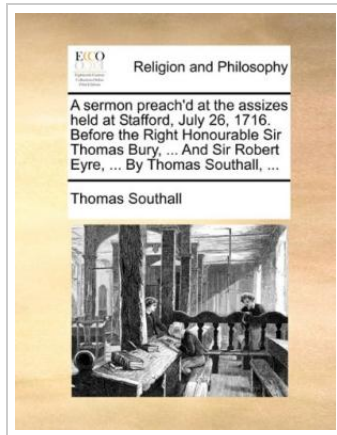 ECCO
Religion and Philosophy
A sermon preach'd at the assizes
held at Stafford, July 26, 1716.
Before the Right Honourable Sir
Thomas Bury, ... And Sir Robert
Eyre, ... By Thomas Southall, ...
Thomas Southall